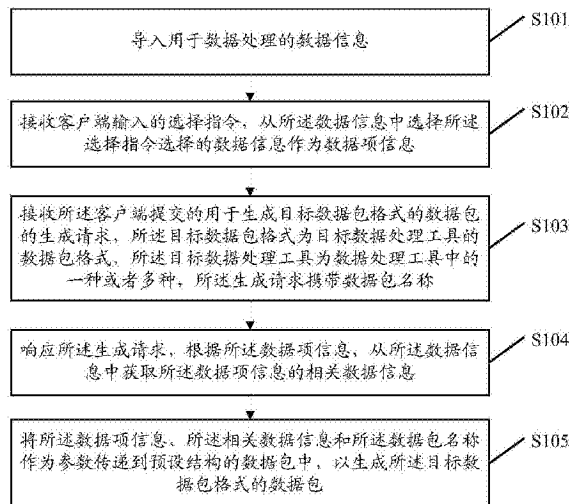 导入用于数据处理的数据信息
S101
接收客户端输入的选择指令，从所述数据信息中选择所述
选择指令选择的数据信息作为数据项信息
S102
接收所述客户端提交的用于生成目标数据包格式的数据包
的生成请求，所述目标数据包格式为目标数据处理工具的
数据包格式，所述目标数据处理工具为数据处理工具中的
一种或者多种，所述生成请求携带数据包名称
S103
响应所述生成请求，根据所述数据项信息，从所述数据信
息中获取所述数据项信息的相关数据信息
S104
将所述数据项信息、所述相关数据信息和所述数据包名称
作为参数传递到预设结构的数据包中，以生成所述目标数
据包格式的数据包
S105